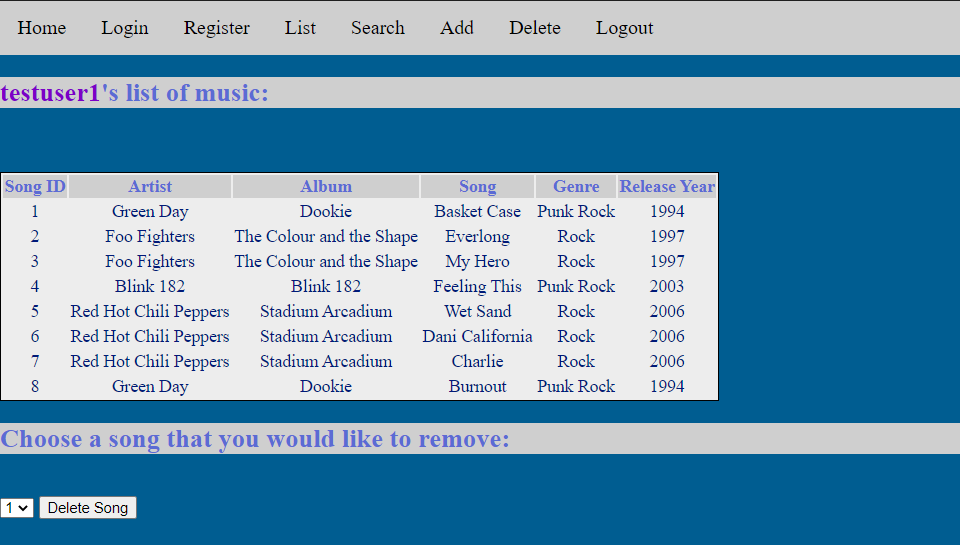 Home Login Register List Search Add Delete Logout
testuser1's list of music:
Song ID Artist Album Song Genre Release Year
1 Green Day Dookie Basket Case Punk Rock 1994
2 Foo Fighters The Colour and the Shape Everlong Rock 1997
3 Foo Fighters The Colour and the Shape My Hero Rock 1997
4 Blink 182 Blink 182 Feeling This Punk Rock 2003
5 Red Hot Chili Peppers Stadium Arcadium Wet Sand Rock 2006
6 Red Hot Chili Peppers Stadium Arcadium Dani California Rock 2006
7 Red Hot Chili Peppers Stadium Arcadium Charlie Rock 2006
8 Green Day Dookie Burnout Punk Rock 1994
Choose a song that you would like to remove:
1 Delete Song